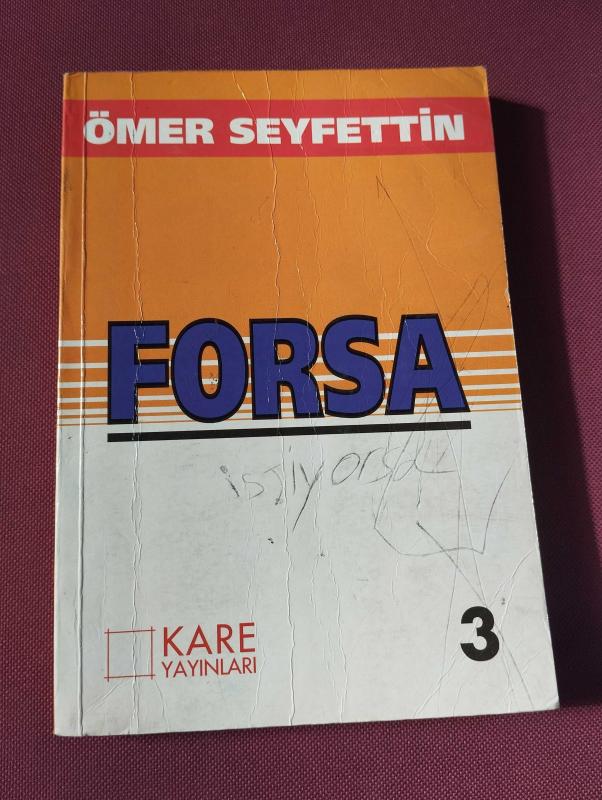 ÖMER SEYFETTİN
FORSA
istiyorsa
KARE
YAYINLARI
3